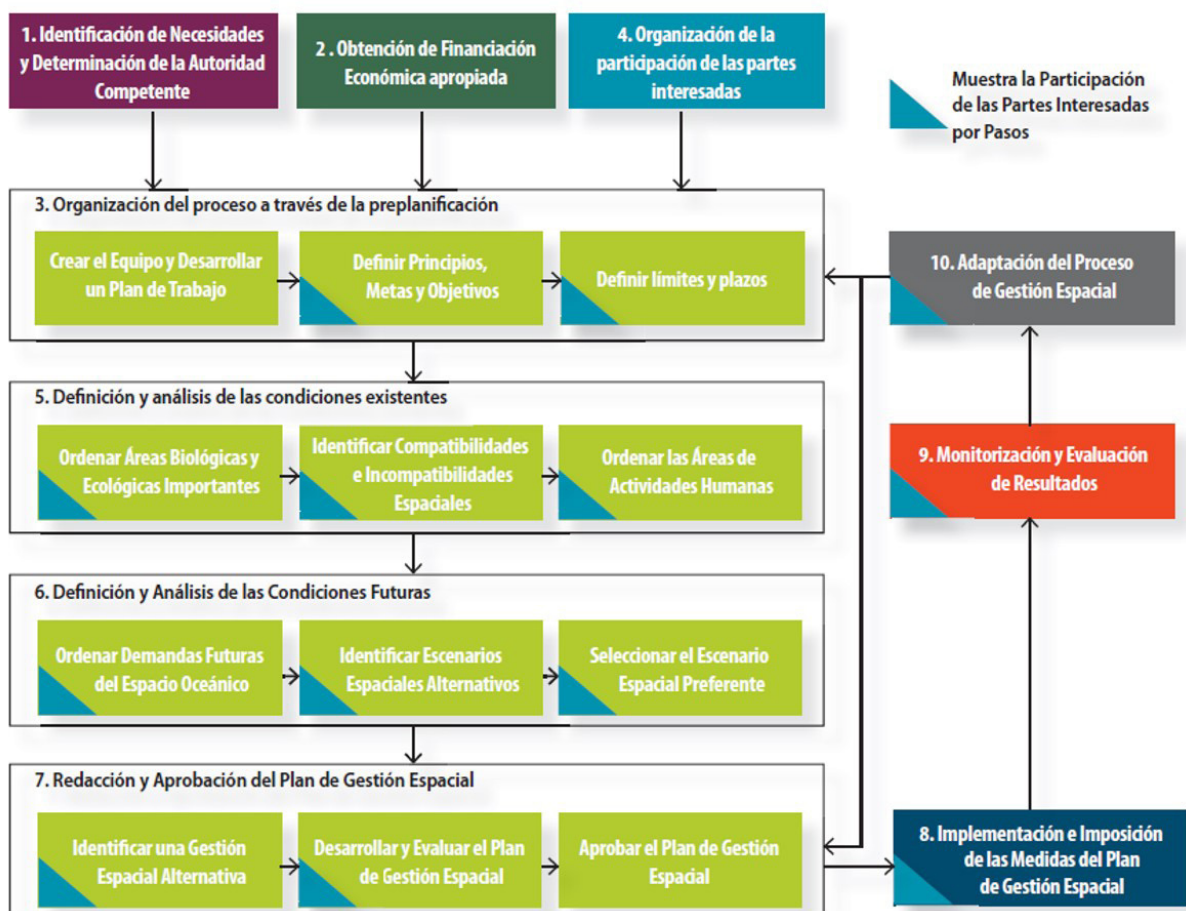 1. Identificación de Necesidades
y Determinación de la Autoridad
Competente
2 . Obtención de Financiación
Económica apropiada
4. Organización de la
participación de las partes
interesadas
Muestra la Participación
de las Partes Interesadas
por Pasos
3. Organización del proceso a través de la preplanificación
Crear el Equipo y Desarrollar
un Plan de Trabajo
Definir Principios,
Metas y Objetivos
Definir límites y plazos
10. Adaptación del Proceso
de Gestión Espacial
5. Definición y análisis de las condiciones existentes
Ordenar Áreas Biológicas y
Ecológicas Importantes
Identificar Compatibilidades
e Incompatibilidades
Espaciales
Ordenar las Áreas de
Actividades Humanas
9. Monitorización y Evaluación
de Resultados
6. Definición y Análisis de las Condiciones Futuras
Ordenar Demandas Futuras
del Espacio Oceánico
Identificar Escenarios
Espaciales Alternativos
Seleccionar el Escenario
Espacial Preferente
7. Redacción y Aprobación del Plan de Gestión Espacial
Identificar una Gestión
Espacial Alternativa
Desarrollar y Evaluar el Plan
de Gestión Espacial
Aprobar el Plan de Gestión
Espacial
8. Implementación e Imposición
de las Medidas del Plan
de Gestión Espacial